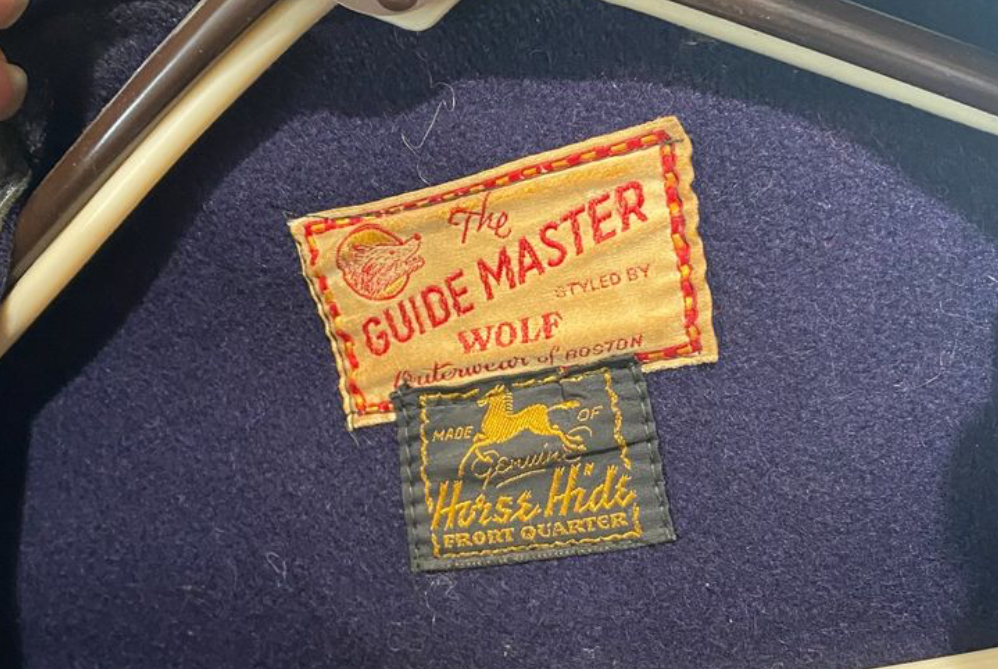 The
GUIDE MASTER
STYLED BY
WOLF
Outerwear of BOSTON
MADE OF
Genuine
Horse Hide
FRONT QUARTER